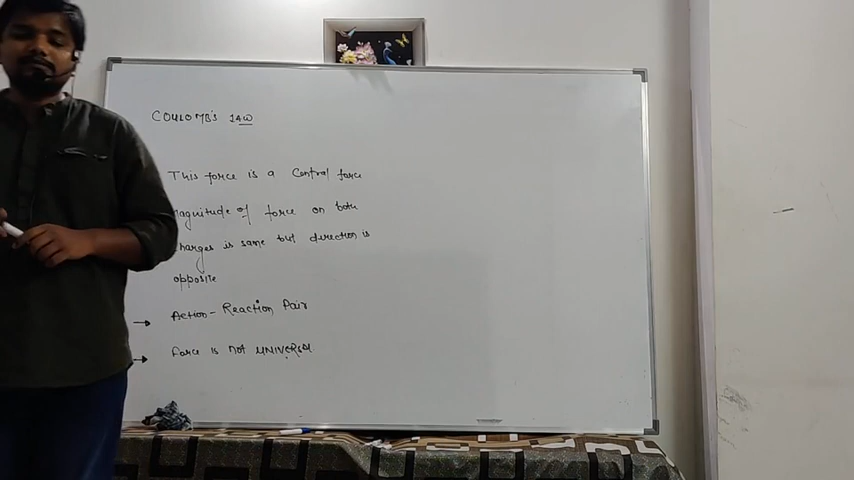 COULOMB'S LAW
This force is a Central force
Magnitude of force on both
charges is same but direction is
opposite
→ Action - Reaction Pair
→ Force is not UNIVERSAL